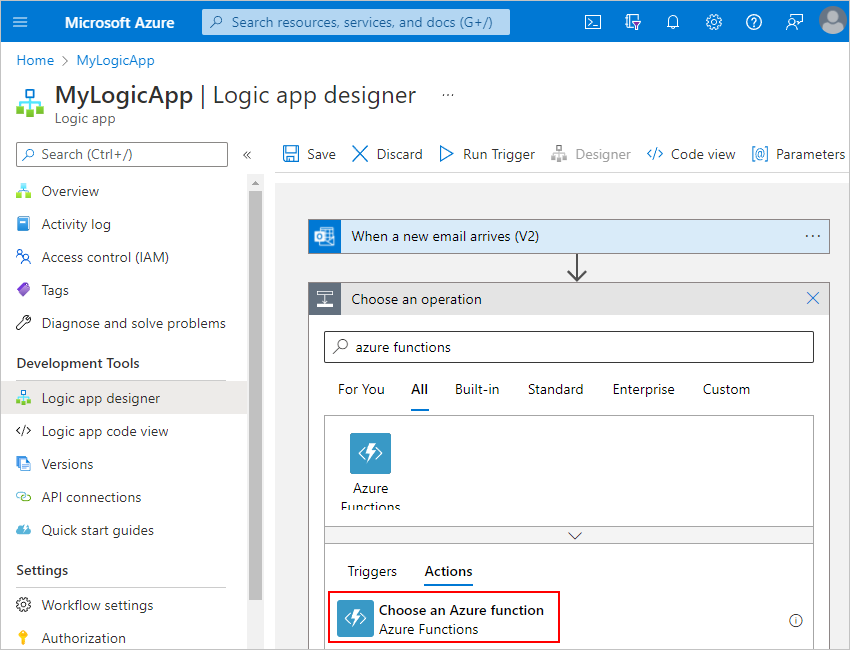 Microsoft Azure
Search resources, services, and docs (G+/)
Home > MyLogicApp
MyLogicApp | Logic app designer ...
Logic app
Search (Ctrl+/) «
Save Discard Run Trigger Designer Code view Parameters
Overview
Activity log
Access control (IAM)
Tags
Diagnose and solve problems
Development Tools
Logic app designer
Logic app code view
Versions
API connections
Quick start guides
Settings
Workflow settings
Authorization
When a new email arrives (V2) ...
Choose an operation
azure functions
For You All Built-in Standard Enterprise Custom
Azure
Functions
Triggers Actions
Choose an Azure function
Azure Functions